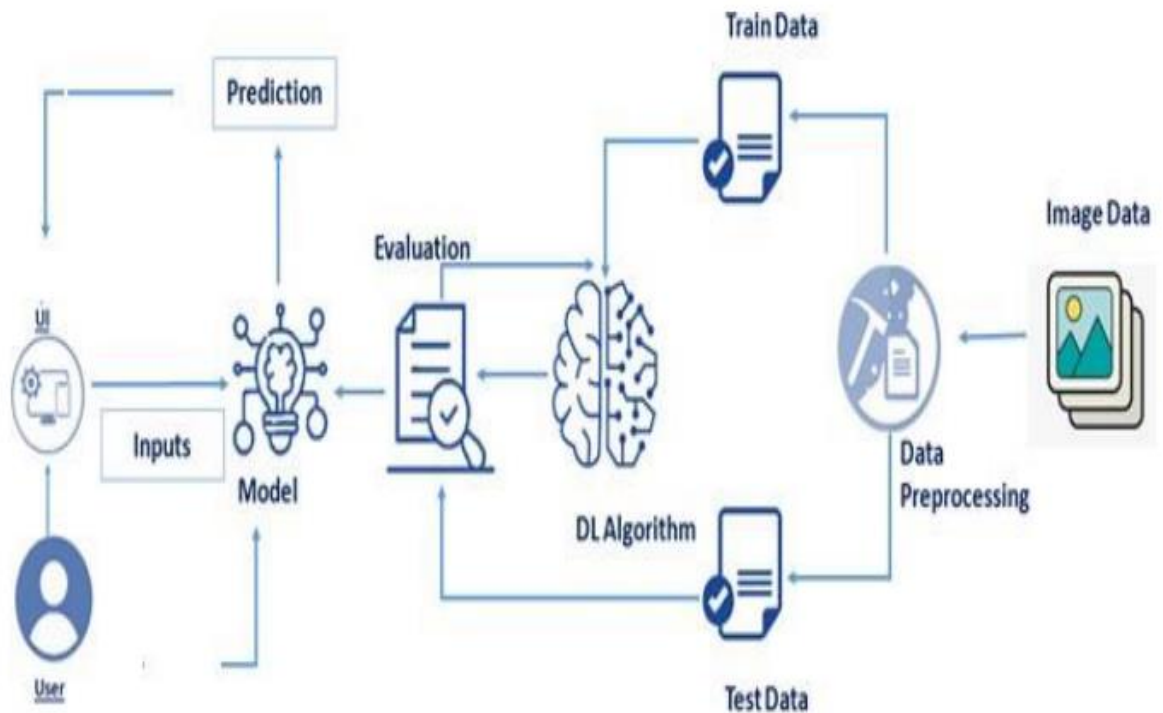 Train Data
Prediction
Image Data
Evaluation
UI
Inputs
Model
Data
Preprocessing
DL Algorithm
User
Test Data